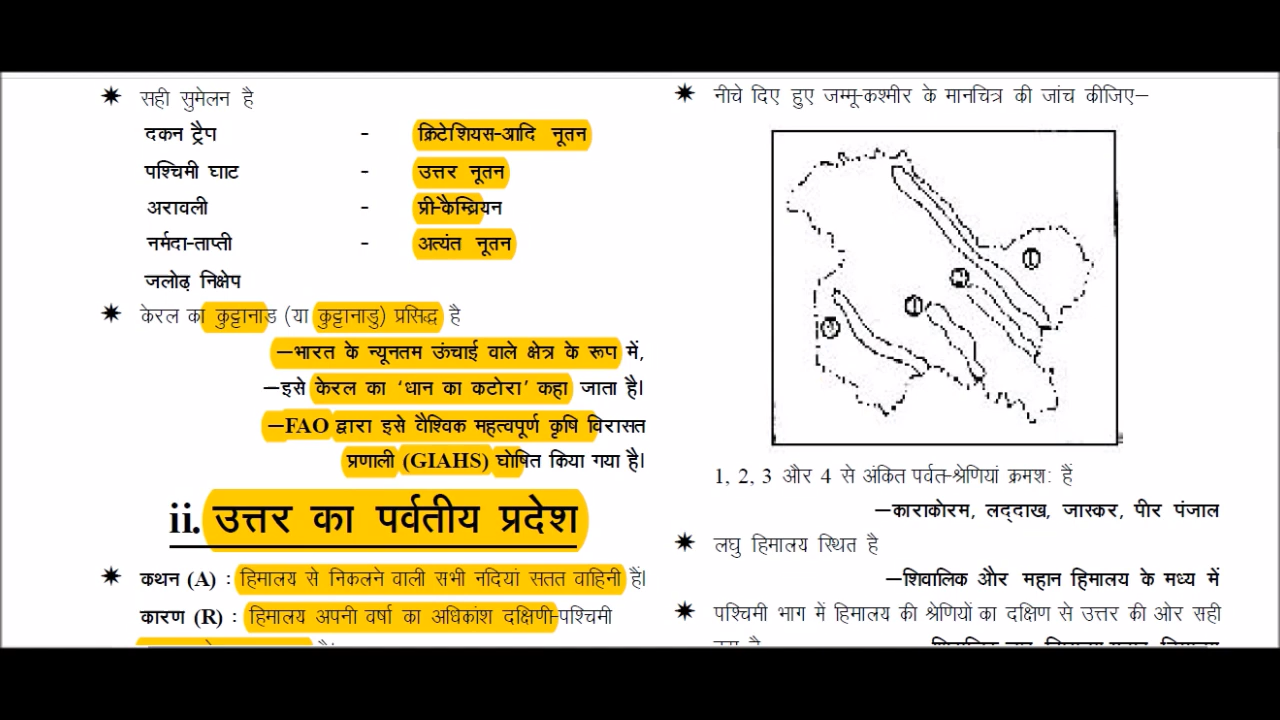 ✷ सही सुमेलन है
दकन ट्रैप - क्रिटेशियस-आदि नूतन
पश्चिमी घाट - उत्तर नूतन
अरावली - प्री-कैम्ब्रियन
नर्मदा-ताप्ती - अत्यंत नूतन
जलोढ़ निक्षेप
✷ केरल का कुट्टानाड (या कुट्टानाडु) प्रसिद्ध है
–भारत के न्यूनतम ऊंचाई वाले क्षेत्र के रूप में,
–इसे केरल का ‘धान का कटोरा’ कहा जाता है।
–FAO द्वारा इसे वैश्विक महत्वपूर्ण कृषि विरासत
प्रणाली (GIAHS) घोषित किया गया है।
ii. उत्तर का पर्वतीय प्रदेश
✷ कथन (A) : हिमालय से निकलने वाली सभी नदियां सतत वाहिनी हैं।
कारण (R) : हिमालय अपनी वर्षा का अधिकांश दक्षिणी-पश्चिमी
✷ नीचे दिए हुए जम्मू-कश्मीर के मानचित्र की जांच कीजिए–
1, 2, 3 और 4 से अंकित पर्वत-श्रेणियां क्रमशः हैं
–काराकोरम, लद्दाख, जास्कर, पीर पंजाल
✷ लघु हिमालय स्थित है
–शिवालिक और महान हिमालय के मध्य में
✷ पश्चिमी भाग में हिमालय की श्रेणियों का दक्षिण से उत्तर की ओर सही